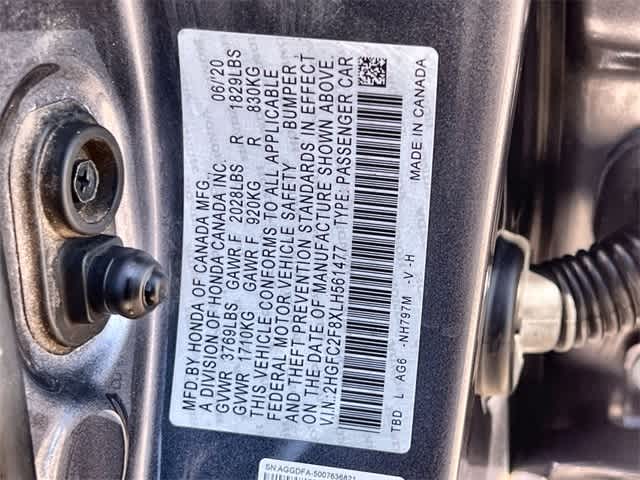 MFD.BY HONDA OF CANADA MFG. 06/'20
A DIVISION OF HONDA CANADA INC.
GVWR 3769LBS GAWR F 2028LBS R 1829LBS
GVWR 1710KG GAWR F 920KG R 830KG
THIS VEHICLE CONFORMS TO ALL APPLICABLE
FEDERAL MOTOR VEHICLE SAFETY, BUMPER,
AND THEFT PREVENTION STANDARDS IN EFFECT
ON THE DATE OF MANUFACTURE SHOWN ABOVE.
V.I.N:2HGFC2F8XLH661477 TYPE: PASSENGER CAR
TBD L AG6 -NH797M -V -H MADE IN CANADA